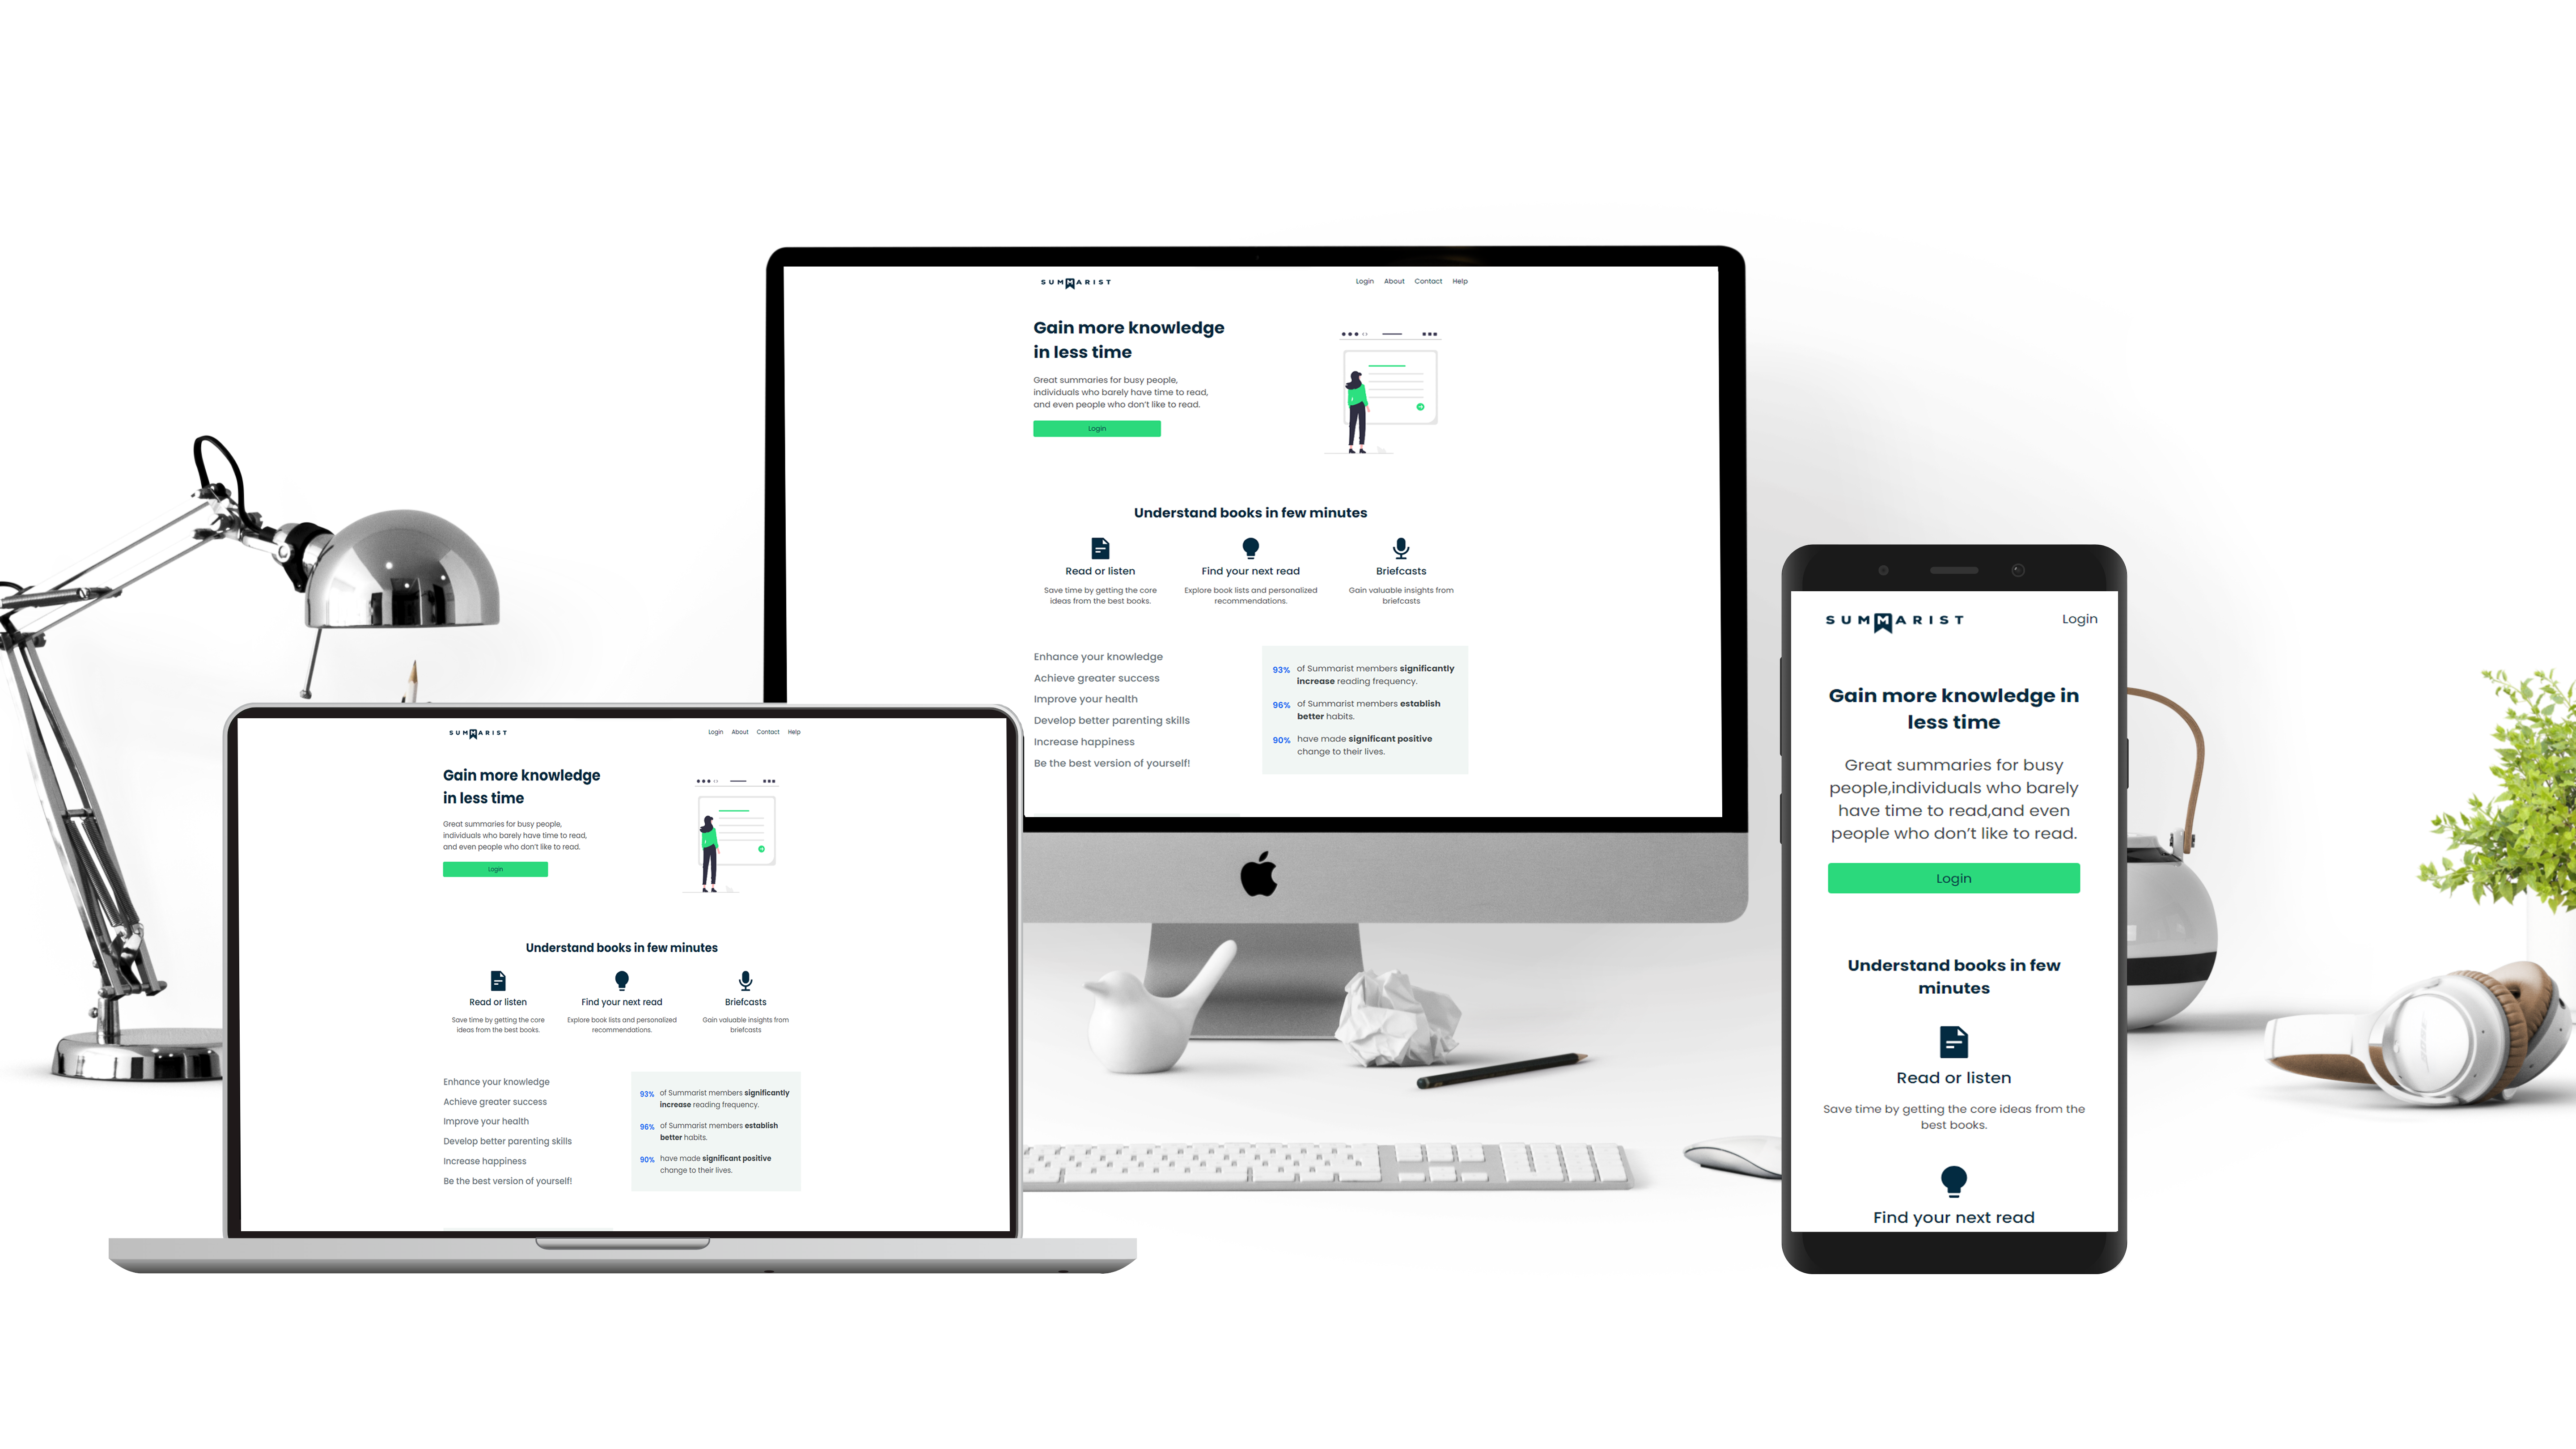 SUMMARIST
Login About Contact Help
Gain more knowledge
in less time
Great summaries for busy people,
individuals who barely have time to read,
and even people who don't like to read.
Login
Understand books in few minutes
Read or listen Find your next read Briefcasts
Save time by getting the core Explore book lists and personalized Gain valuable insights from
ideas from the best books. recommendations. briefcasts
Enhance your knowledge
Achieve greater success
Improve your health
Develop better parenting skills
Increase happiness
Be the best version of yourself!
93% of Summarist members significantly
increase reading frequency.
96% of Summarist members establish
better habits.
90% have made significant positive
change to their lives.
SUMMARIST
Login About Contact Help
Gain more knowledge
in less time
Great summaries for busy people,
individuals who barely have time to read,
and even people who don't like to read.
Login
Understand books in few minutes
Read or listen Find your next read Briefcasts
Save time by getting the core Explore book lists and personalized Gain valuable insights from
ideas from the best books. recommendations. briefcasts
Enhance your knowledge
Achieve greater success
Improve your health
Develop better parenting skills
Increase happiness
Be the best version of yourself!
93% of Summarist members significantly
increase reading frequency.
96% of Summarist members establish
better habits.
90% have made significant positive
change to their lives.
SUMMARIST Login
Gain more knowledge in
less time
Great summaries for busy
people,individuals who barely
have time to read,and even
people who don't like to read.
Login
Understand books in few
minutes
Read or listen
Save time by getting the core ideas from the
best books.
Find your next read